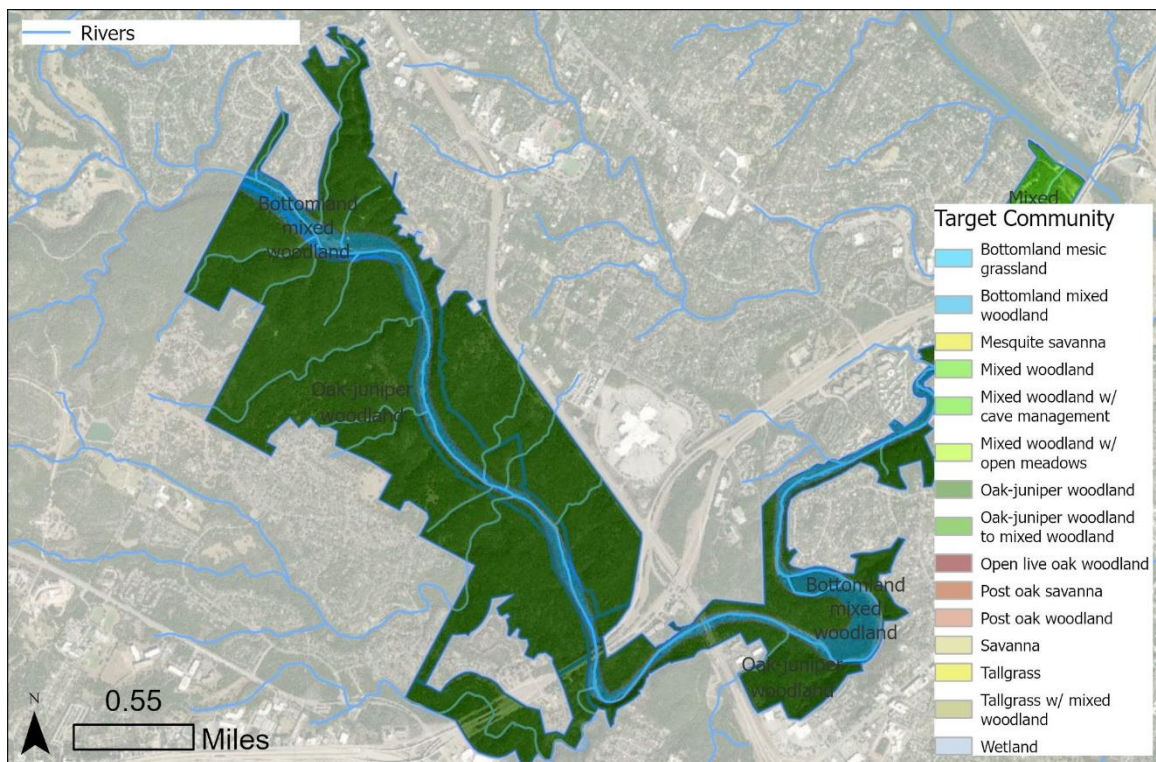 Rivers
Bottomland
mixed
woodland
Oak-juniper
woodland
Bottomland
mixed
woodland
Oak-juniper
woodland
Mixed
Target Community
Bottomland mesic
grassland
Bottomland mixed
woodland
Mesquite savanna
Mixed woodland
Mixed woodland w/
cave management
Mixed woodland w/
open meadows
Oak-juniper woodland
Oak-juniper woodland
to mixed woodland
Open live oak woodland
Post oak savanna
Post oak woodland
Savanna
Tallgrass
Tallgrass w/ mixed
woodland
Wetland
N
0.55
Miles